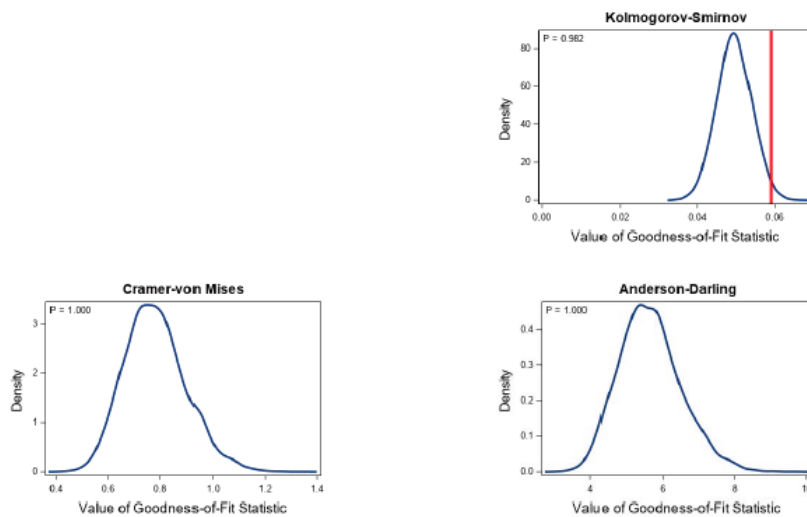 Kolmogorov-Smirnov
P = 0.982
80
60
40
20
0
Density
0.00 0.02 0.04 0.06
Value of Goodness-of-Fit Statistic
Cramer-von Mises
P = 1.000
3
2
1
0
Density
0.4 0.6 0.8 1.0 1.2 1.4
Value of Goodness-of-Fit Statistic
Anderson-Darling
P = 1.000
0.4
0.3
0.2
0.1
0.0
Density
4 6 8 10
Value of Goodness-of-Fit Statistic